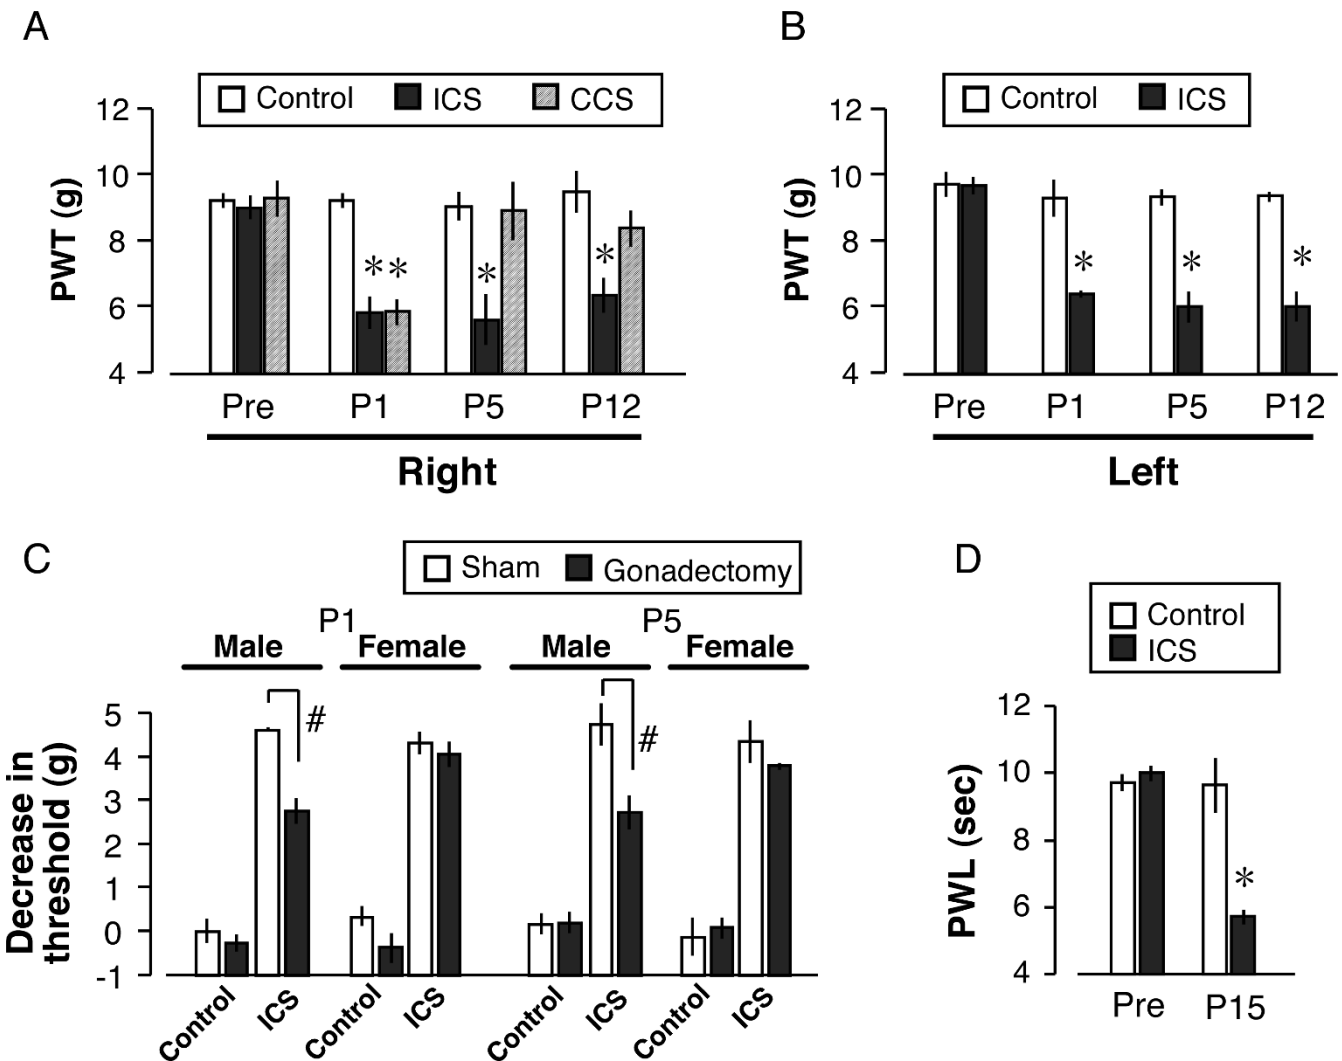 A
Control ICS CCS
12
10
8
6
4
PWT (g)
* * * *
Pre P1 P5 P12
Right
B
Control ICS
12
10
8
6
4
PWT (g)
* * *
Pre P1 P5 P12
Left
C
Sham Gonadectomy
P1 P5
Male Female Male Female
5
4
3
2
1
0
-1
Decrease in
threshold (g)
# #
Control ICS Control ICS Control ICS Control ICS
D
Control
ICS
12
10
8
6
4
PWL (sec)
*
Pre P15